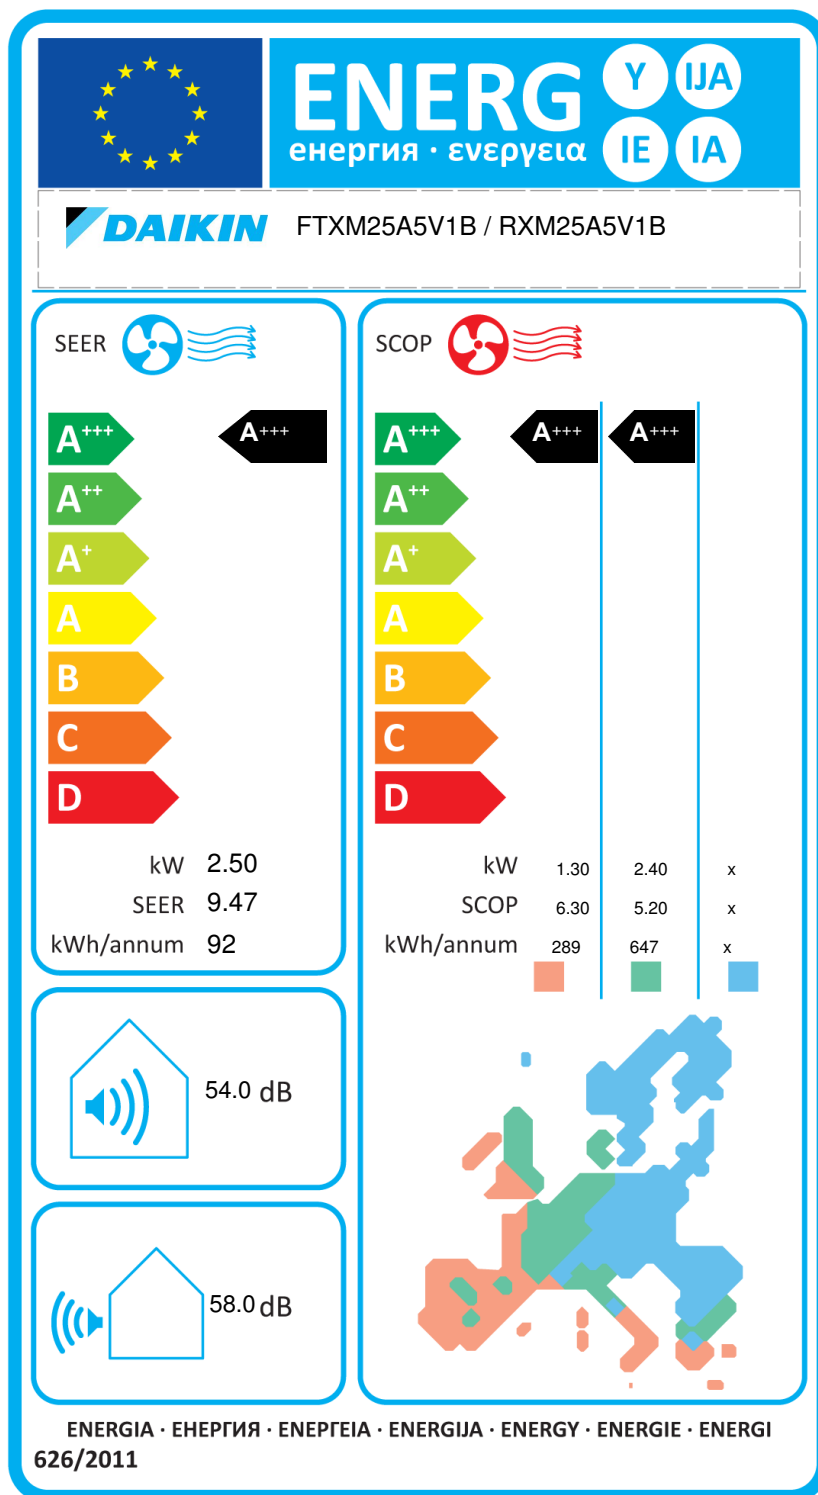 ENERG
енергия · ενεργεια
Y IJA
IE IA
DAIKIN FTXM25A5V1B / RXM25A5V1B
SEER
A+++ A+++
A++
A+
A
B
C
D
kW 2.50
SEER 9.47
kWh/annum 92
SCOP
A+++ A+++ A+++
A++
A+
A
B
C
D
kW 1.30 2.40 x
SCOP 6.30 5.20 x
kWh/annum 289 647 x
54.0 dB
58.0 dB
ENERGIA · ЕНЕРГИЯ · ΕΝΕΡΓΕΙΑ · ENERGIJA · ENERGY · ENERGIE · ENERGI
626/2011